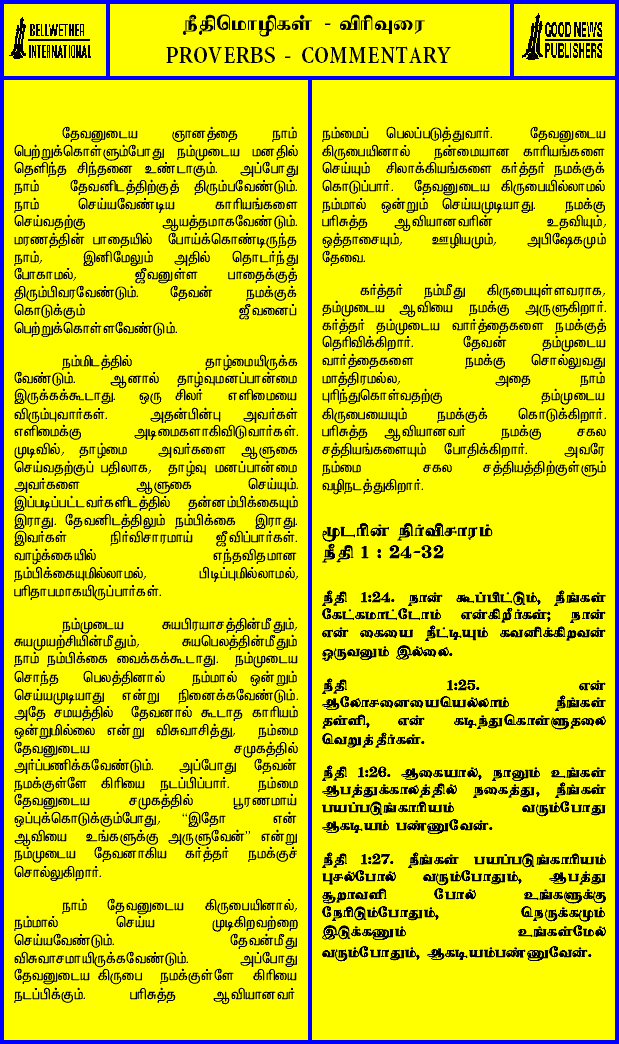 BELLWETHER
INTERNATIONAL
நீதிமொழிகள் - விரிவுரை
PROVERBS - COMMENTARY
GOOD NEWS
PUBLISHERS
தேவனுடைய ஞானத்தை நாம்
பெற்றுக்கொள்ளும்போது நம்முடைய மனதில்
தெளிந்த சிந்தனை உண்டாகும். அப்போது
நாம் தேவனிடத்திற்குத் திரும்பவேண்டும்.
நாம் செய்யவேண்டிய காரியங்களை
செய்வதற்கு ஆயத்தமாகவேண்டும்.
மரணத்தின் பாதையில் போய்க்கொண்டிருந்த
நாம், இனிமேலும் அதில் தொடர்ந்து
போகாமல், ஜீவனுள்ள பாதைக்குத்
திரும்பிவரவேண்டும். தேவன் நமக்குக்
கொடுக்கும் ஜீவனைப்
பெற்றுக்கொள்ளவேண்டும்.
நம்மிடத்தில் தாழ்மையிருக்க
வேண்டும். ஆனால் தாழ்வுமனப்பான்மை
இருக்கக்கூடாது. ஒரு சிலர் எளிமையை
விரும்புவார்கள். அதன்பின்பு அவர்கள்
எளிமைக்கு அடிமைகளாகிவிடுவார்கள்.
முடிவில், தாழ்மை அவர்களை ஆளுகை
செய்வதற்குப் பதிலாக, தாழ்வு மனப்பான்மை
அவர்களை ஆளுகை செய்யும்.
இப்படிப்பட்டவர்களிடத்தில் தன்னம்பிக்கையும்
இராது. தேவனிடத்திலும் நம்பிக்கை இராது.
இவர்கள் நிர்விசாரமாய் ஜீவிப்பார்கள்.
வாழ்க்கையில் எந்தவிதமான
நம்பிக்கையுமில்லாமல், பிடிப்புமில்லாமல்,
பரிதாபமாகயிருப்பார்கள்.
நம்முடைய சுயபிரயாசத்தின்மீதும்,
சுயமுயற்சியின்மீதும், சுயபெலத்தின்மீதும்
நாம் நம்பிக்கை வைக்கக்கூடாது. நம்முடைய
சொந்த பெலத்தினால் நம்மால் ஒன்றும்
செய்யமுடியாது என்று நினைக்கவேண்டும்.
அதே சமயத்தில் தேவனால் கூடாத காரியம்
ஒன்றுமில்லை என்று விசுவாசித்து, நம்மை
தேவனுடைய சமுகத்தில்
அர்ப்பணிக்கவேண்டும். அப்போது தேவன்
நமக்குள்ளே கிரியை நடப்பிப்பார். நம்மை
தேவனுடைய சமுகத்தில் பூரணமாய்
ஒப்புக்கொடுக்கும்போது, “இதோ என்
ஆவியை உங்களுக்கு அருளுவேன்” என்று
நம்முடைய தேவனாகிய கர்த்தர் நமக்குச்
சொல்லுகிறார்.
நாம் தேவனுடைய கிருபையினால்,
நம்மால் செய்ய முடிகிறவற்றை
செய்யவேண்டும். தேவன்மீது
விசுவாசமாயிருக்கவேண்டும். அப்போது
தேவனுடைய கிருபை நமக்குள்ளே கிரியை
நடப்பிக்கும். பரிசுத்த ஆவியானவர்
நம்மைப் பெலப்படுத்துவார். தேவனுடைய
கிருபையினால் நன்மையான காரியங்களை
செய்யும் சிலாக்கியங்களை கர்த்தர் நமக்குக்
கொடுப்பார். தேவனுடைய கிருபையில்லாமல்
நம்மால் ஒன்றும் செய்யமுடியாது. நமக்கு
பரிசுத்த ஆவியானவரின் உதவியும்,
ஒத்தாசையும், ஊழியமும், அபிஷேகமும்
தேவை.
கர்த்தர் நம்மீது கிருபையுள்ளவராக,
தம்முடைய ஆவியை நமக்கு அருளுகிறார்.
கர்த்தர் தம்முடைய வார்த்தைகளை நமக்குத்
தெரிவிக்கிறார். தேவன் தம்முடைய
வார்த்தைகளை நமக்கு சொல்லுவது
மாத்திரமல்ல, அதை நாம்
புரிந்துகொள்வதற்கு தம்முடைய
கிருபையையும் நமக்குக் கொடுக்கிறார்.
பரிசுத்த ஆவியானவர் நமக்கு சகல
சத்தியங்களையும் போதிக்கிறார். அவரே
நம்மை சகல சத்தியத்திற்குள்ளும்
வழிநடத்துகிறார்.
மூடரின் நிர்விசாரம்
நீதி 1 : 24-32
நீதி 1:24. நான் கூப்பிட்டும், நீங்கள்
கேட்கமாட்டோம் என்கிறீர்கள்; நான்
என் கையை நீட்டியும் கவனிக்கிறவன்
ஒருவனும் இல்லை.
நீதி 1:25. என்
ஆலோசனையையெல்லாம் நீங்கள்
தள்ளி, என் கடிந்துகொள்ளுதலை
வெறுத்தீர்கள்.
நீதி 1:26. ஆகையால், நானும் உங்கள்
ஆபத்துக்காலத்தில் நகைத்து, நீங்கள்
பயப்படுங்காரியம் வரும்போது
ஆகடியம் பண்ணுவேன்.
நீதி 1:27. நீங்கள் பயப்படுங்காரியம்
புசல்போல் வரும்போதும், ஆபத்து
சூறாவளி போல் உங்களுக்கு
நேரிடும்போதும், நெருக்கமும்
இடுக்கணும் உங்கள்மேல்
வரும்போதும், ஆகடியம்பண்ணுவேன்.